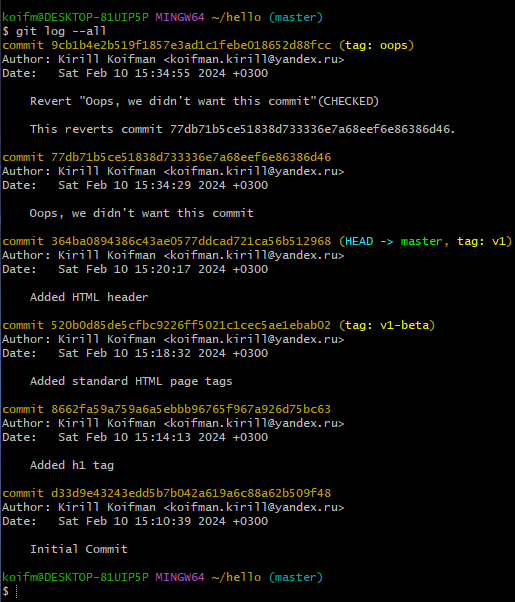 koifm@DESKTOP-81UIP5P MINGW64 ~/hello (master)
$ git log --all
commit 9cb1b4e2b519f1857e3ad1c1febe018652d88fcc (tag: oops)
Author: Kirill Koifman <koifman.kirill@yandex.ru>
Date:   Sat Feb 10 15:34:55 2024 +0300
    Revert "Oops, we didn't want this commit"(CHECKED)
    This reverts commit 77db71b5ce51838d733336e7a68eef6e86386d46.
commit 77db71b5ce51838d733336e7a68eef6e86386d46
Author: Kirill Koifman <koifman.kirill@yandex.ru>
Date:   Sat Feb 10 15:34:29 2024 +0300
    Oops, we didn't want this commit
commit 364ba0894386c43ae0577ddcad721ca56b512968 (HEAD -> master, tag: v1)
Author: Kirill Koifman <koifman.kirill@yandex.ru>
Date:   Sat Feb 10 15:20:17 2024 +0300
    Added HTML header
commit 520b0d85de5cfbc9226ff5021c1cec5ae1ebab02 (tag: v1-beta)
Author: Kirill Koifman <koifman.kirill@yandex.ru>
Date:   Sat Feb 10 15:18:32 2024 +0300
    Added standard HTML page tags
commit 8662fa59a759a6a5ebbb96765f967a926d75bc63
Author: Kirill Koifman <koifman.kirill@yandex.ru>
Date:   Sat Feb 10 15:14:13 2024 +0300
    Added h1 tag
commit d33d9e43243edd5b7b042a619a6c88a62b509f48
Author: Kirill Koifman <koifman.kirill@yandex.ru>
Date:   Sat Feb 10 15:10:39 2024 +0300
    Initial Commit
koifm@DESKTOP-81UIP5P MINGW64 ~/hello (master)
$